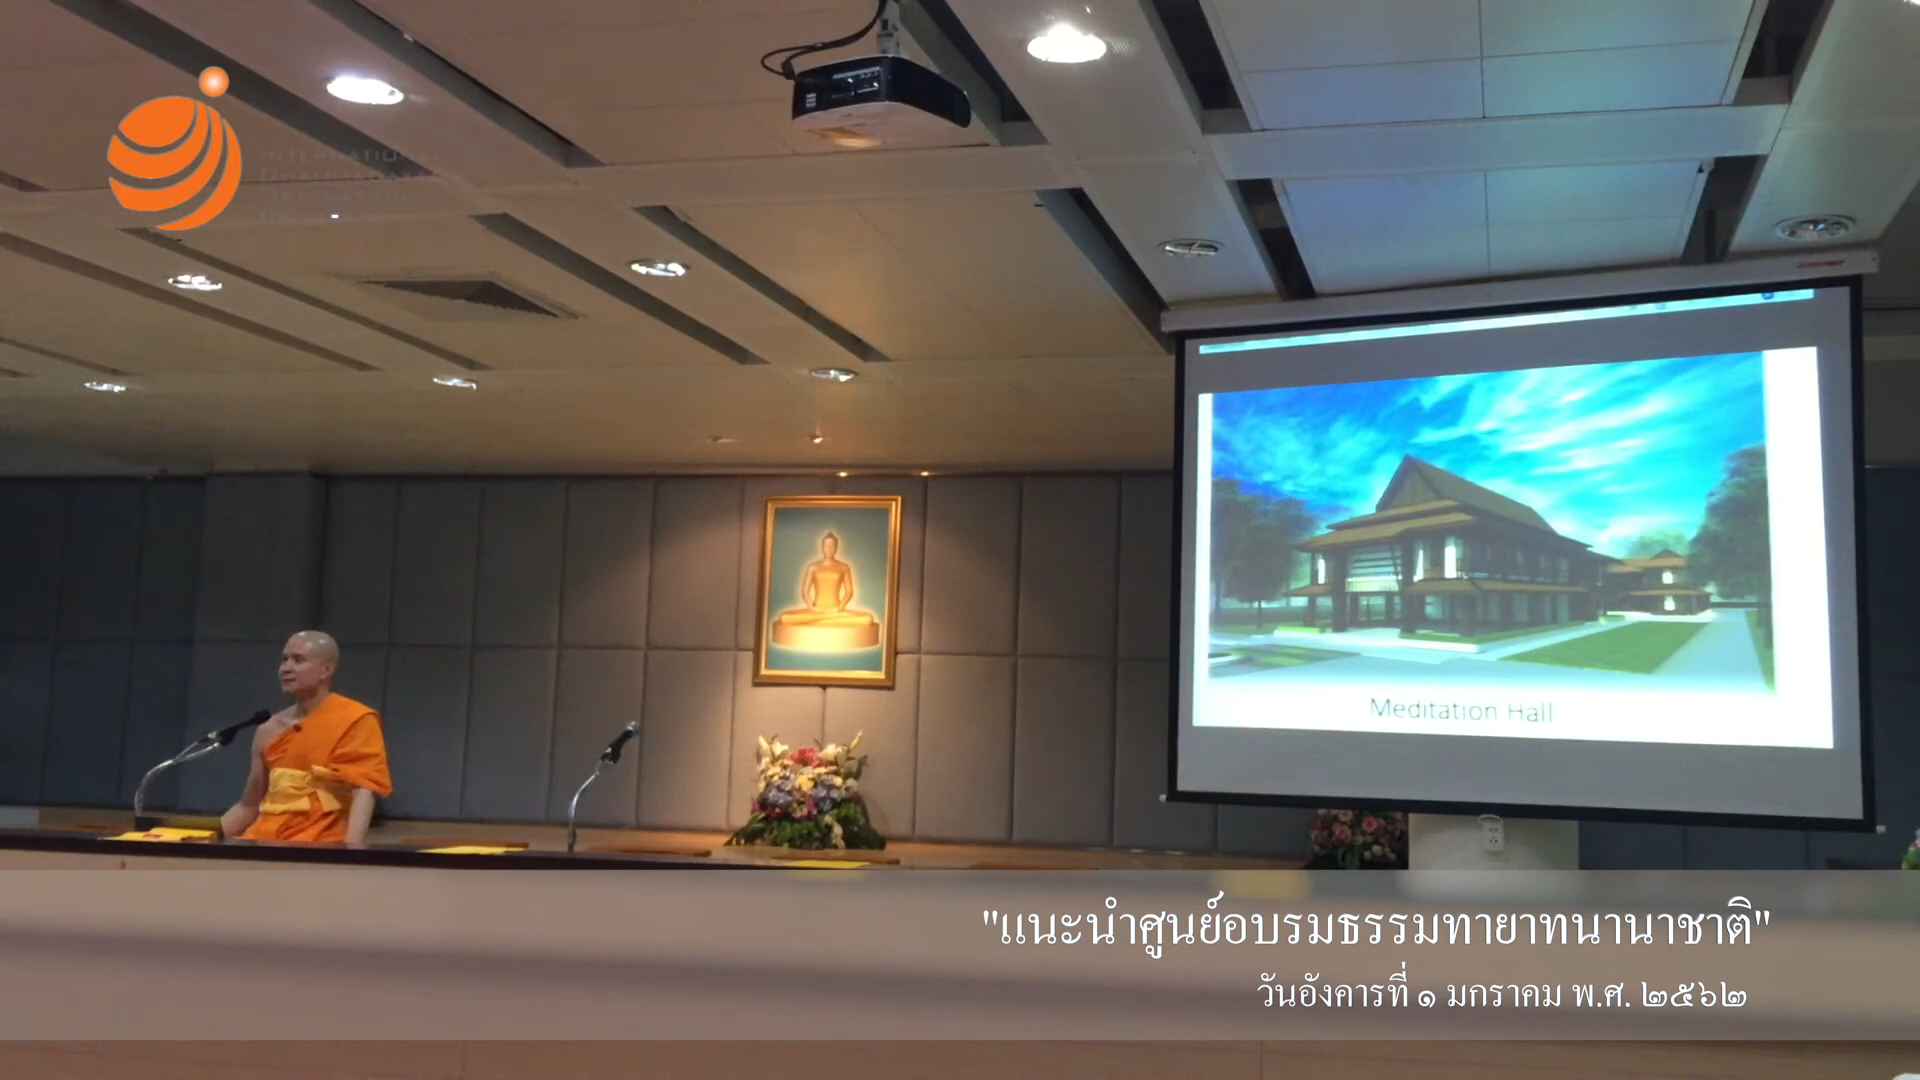 INTERNATIONAL
Meditation Hall
"แนะนำศูนย์อบรมธรรมทายาทนานาชาติ"
วันอังคารที่ ๑ มกราคม พ.ศ. ๒๕๖๒